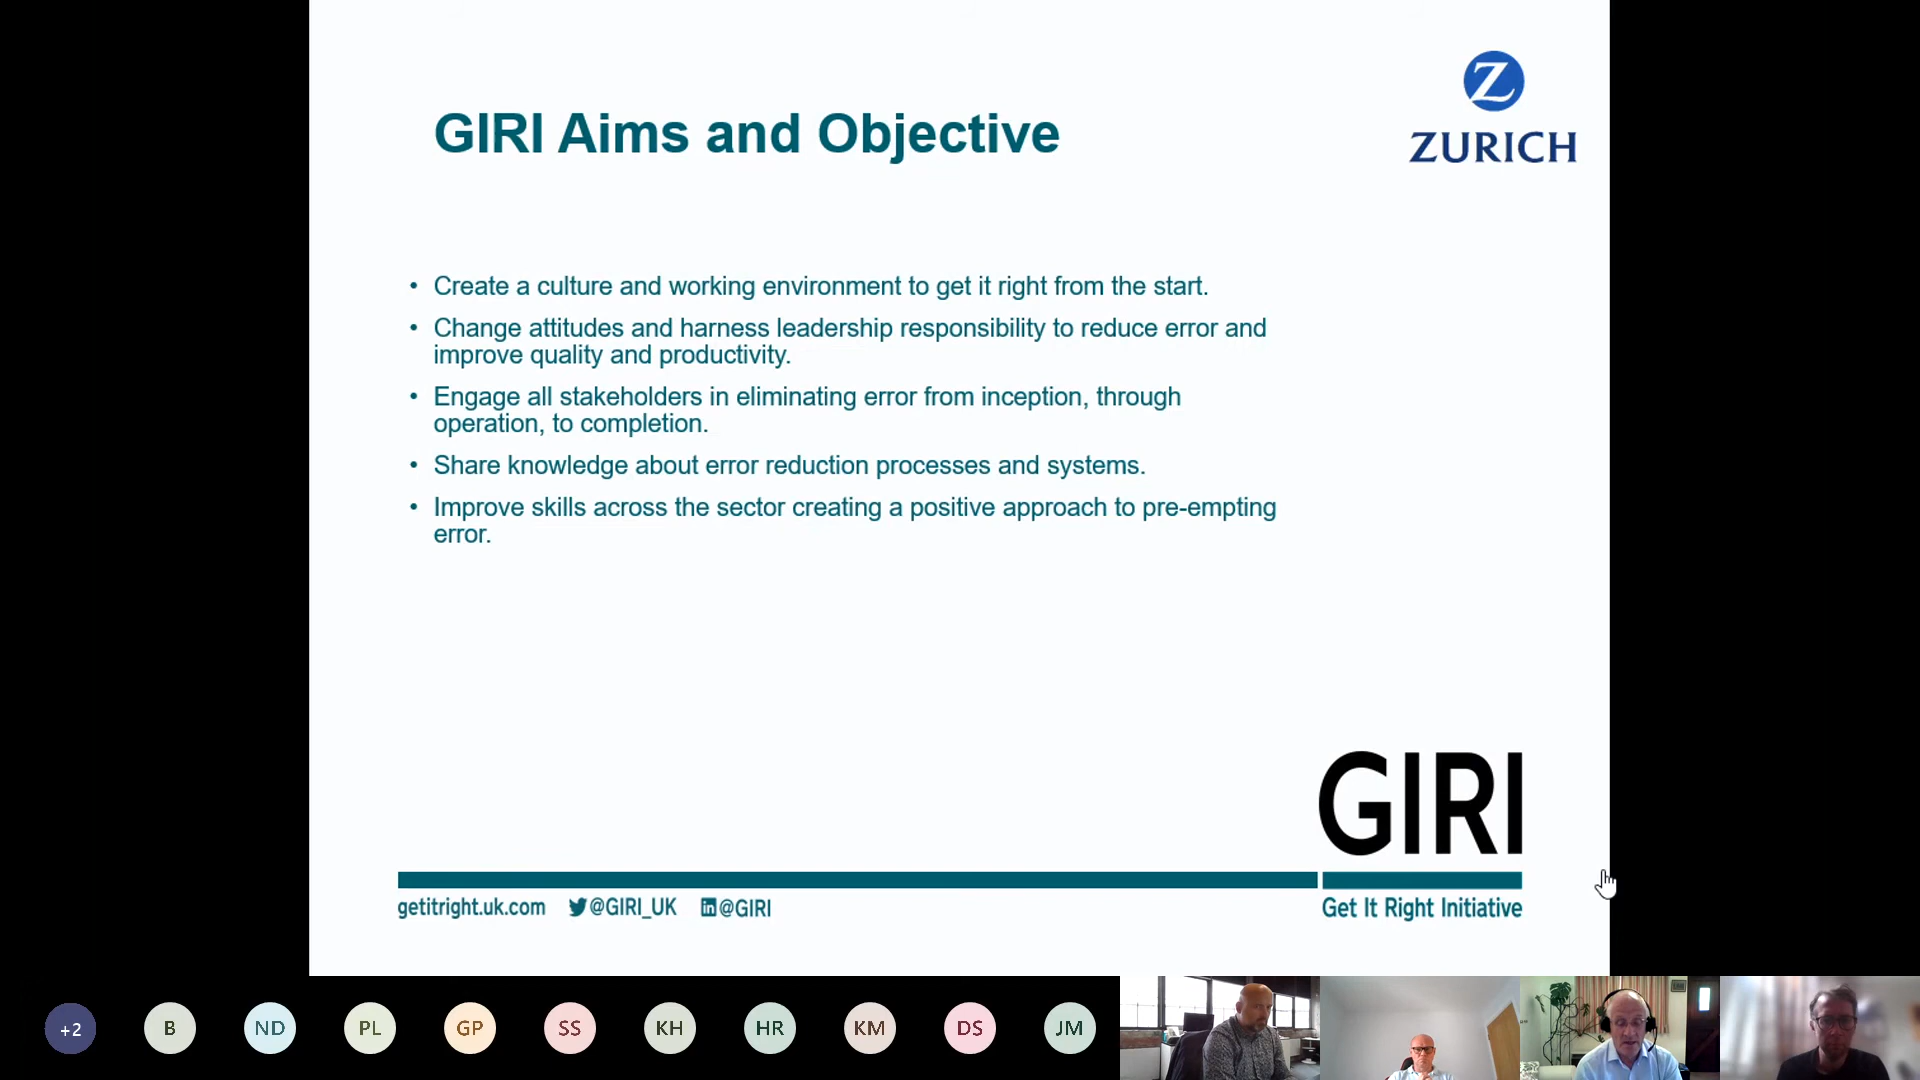 Z
ZURICH
GIRI Aims and Objective
• Create a culture and working environment to get it right from the start.
• Change attitudes and harness leadership responsibility to reduce error and
improve quality and productivity.
• Engage all stakeholders in eliminating error from inception, through
operation, to completion.
• Share knowledge about error reduction processes and systems.
• Improve skills across the sector creating a positive approach to pre-empting
error.
GIRI
getitright.uk.com @GIRI_UK in @GIRI
Get It Right Initiative
+2 B ND PL GP SS KH HR KM DS JM